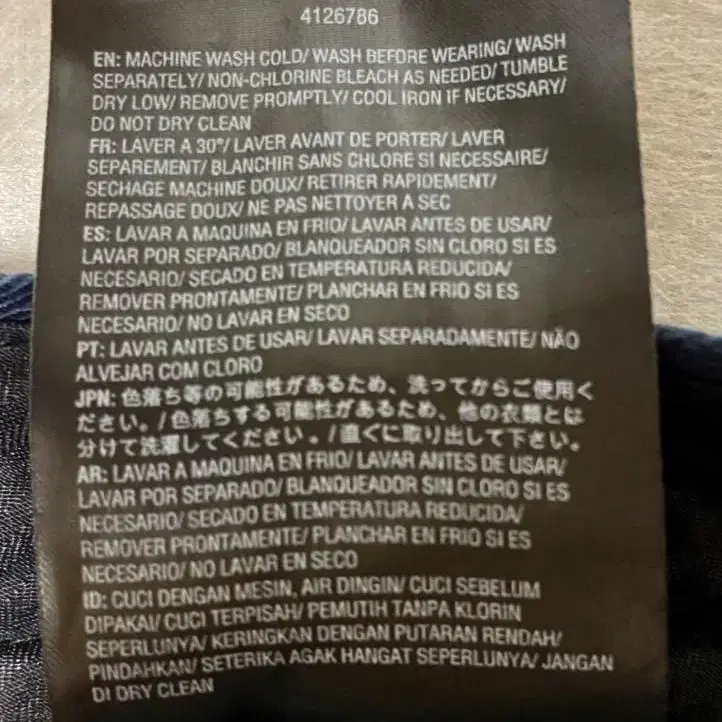 4126786
EN: MACHINE WASH COLD/ WASH BEFORE WEARING/ WASH
SEPARATELY/ NON-CHLORINE BLEACH AS NEEDED/ TUMBLE
DRY LOW/ REMOVE PROMPTLY/ COOL IRON IF NECESSARY/
DO NOT DRY CLEAN
FR: LAVER A 30°/ LAVER AVANT DE PORTER/ LAVER
SEPAREMENT/ BLANCHIR SANS CHLORE SI NECESSAIRE/
SECHAGE MACHINE DOUX/ RETIRER RAPIDEMENT/
REPASSAGE DOUX/ NE PAS NETTOYER A SEC
ES: LAVAR A MAQUINA EN FRIO/ LAVAR ANTES DE USAR/
LAVAR POR SEPARADO/ BLANQUEADOR SIN CLORO SI ES
NECESARIO/ SECADO EN TEMPERATURA REDUCIDA/
REMOVER PRONTAMENTE/ PLANCHAR EN FRIO SI ES
NECESARIO/ NO LAVAR EN SECO
PT: LAVAR ANTES DE USAR/ LAVAR SEPARADAMENTE/ NÃO
ALVEJAR COM CLORO
JPN: 色落ち等の可能性があるため、洗ってからご使用く
ださい。/色落ちする可能性があるため、他の衣類とは
分けて洗濯してください。/直ぐに取り出して下さい。
AR: LAVAR A MAQUINA EN FRIO/ LAVAR ANTES DE USAR/
LAVAR POR SEPARADO/ BLANQUEADOR SIN CLORO SI ES
NECESARIO/ SECADO EN TEMPERATURA REDUCIDA/
REMOVER PRONTAMENTE/ PLANCHAR EN FRIO SI ES
NECESARIO/ NO LAVAR EN SECO
ID: CUCI DENGAN MESIN, AIR DINGIN/ CUCI SEBELUM
DIPAKAI/ CUCI TERPISAH/ PEMUTIH TANPA KLORIN
SEPERLUNYA/ KERINGKAN DENGAN PUTARAN RENDAH/
PINDAHKAN/ SETERIKA AGAK HANGAT SEPERLUNYA/ JANGAN
DI DRY CLEAN